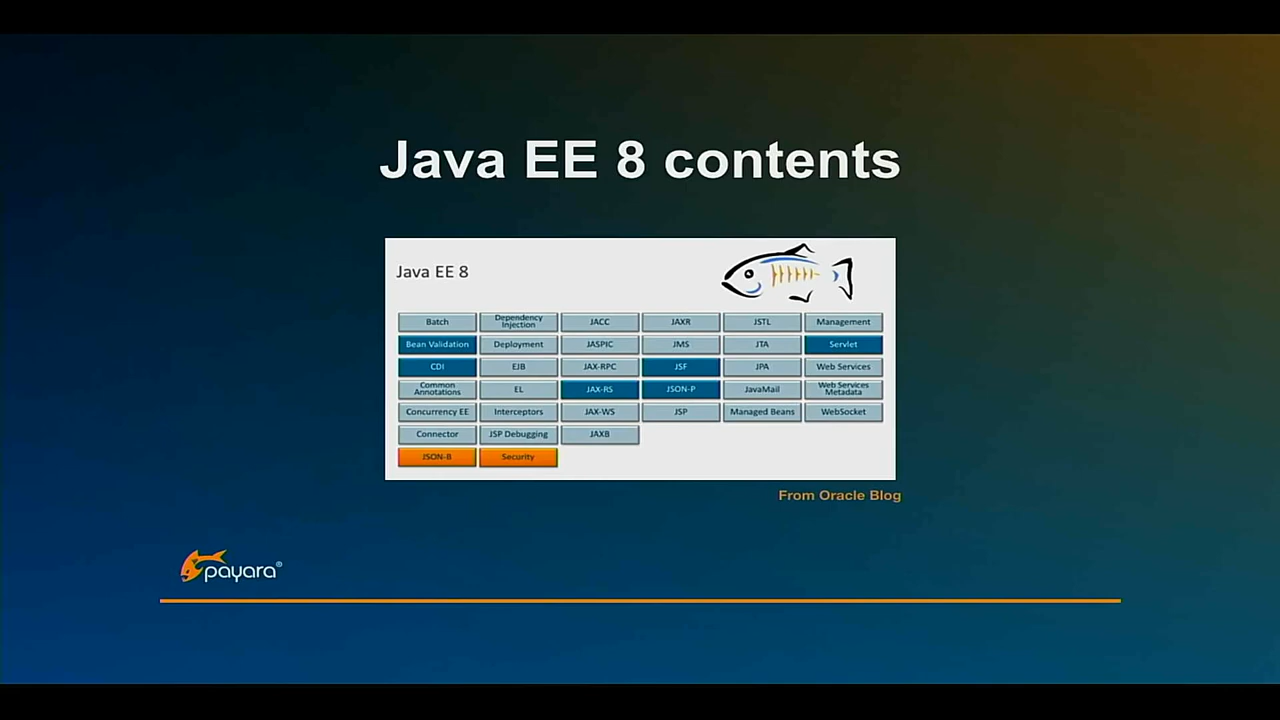 Java EE 8 contents
Java EE 8
Batch
Dependency
Injection
JACC
JAXR
JSTL
Management
Bean Validation
Deployment
JASPIC
JMS
JTA
Servlet
CDI
EJB
JAX-RPC
JSF
JPA
Web Services
Common
Annotations
EL
JAX-RS
JSON-P
JavaMail
Web Services
Metadata
Concurrency EE
Interceptors
JAX-WS
JSP
Managed Beans
WebSocket
Connector
JSP Debugging
JAXB
JSON-B
Security
From Oracle Blog
payara®